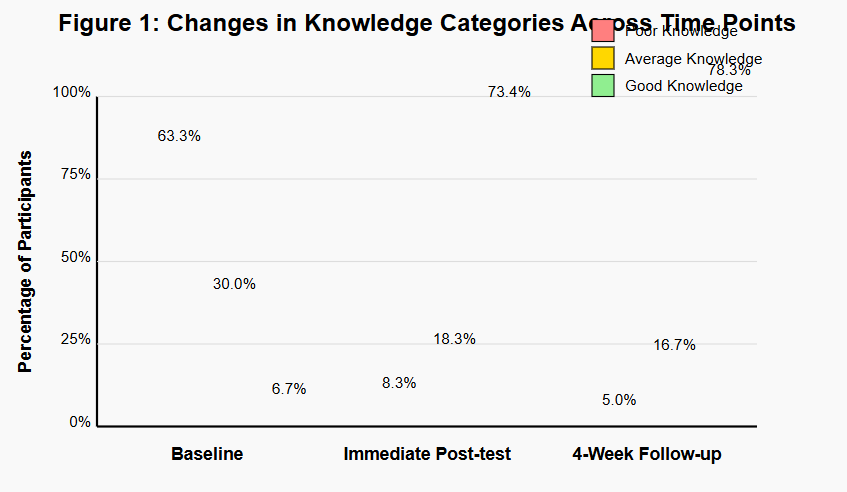 Figure 1: Changes in Knowledge Categories Across Time Points
Poor Knowledge
Average Knowledge
Good Knowledge
Percentage of Participants
100%
75%
50%
25%
0%
63.3%
30.0%
6.7%
8.3%
18.3%
73.4%
5.0%
16.7%
78.3%
Baseline
Immediate Post-test
4-Week Follow-up